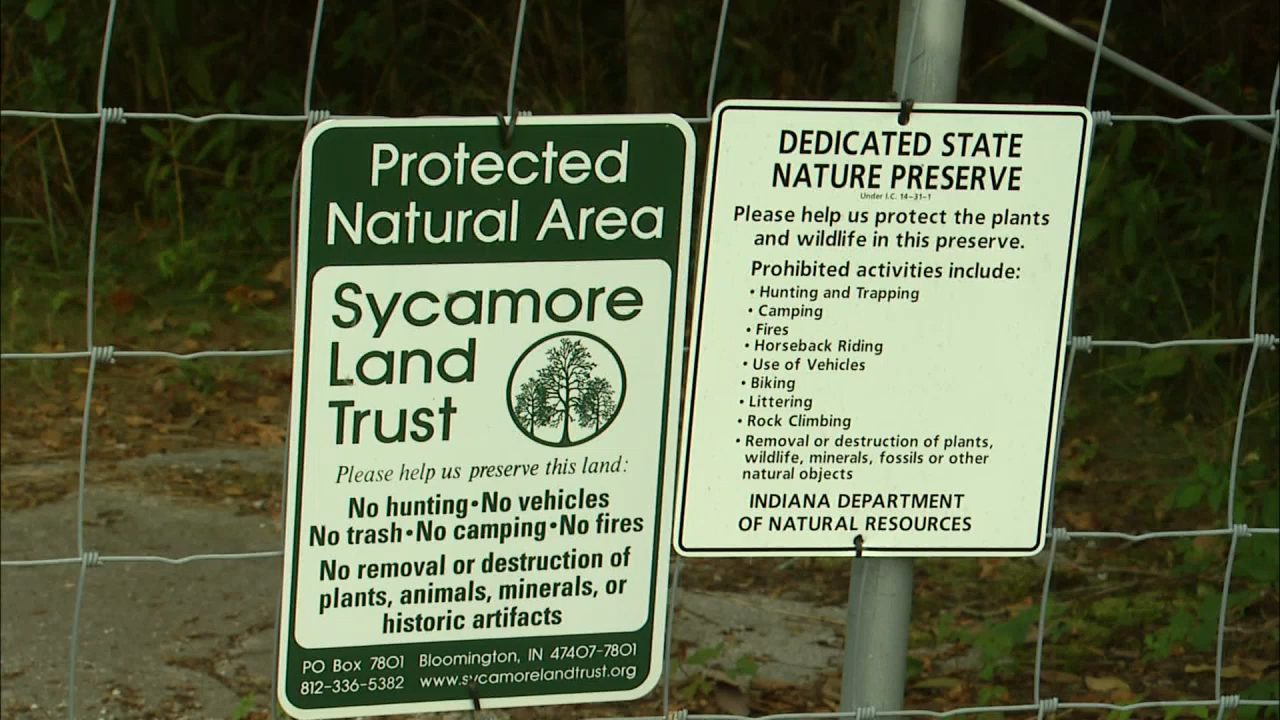 Protected
Natural Area
Sycamore
Land
Trust
Please help us preserve this land:
No hunting•No vehicles
No trash•No camping•No fires
No removal or destruction of
plants, animals, minerals, or
historic artifacts
PO Box 7801 Bloomington, IN 47407-7801
812-336-5382 www.sycamorelandtrust.org
DEDICATED STATE
NATURE PRESERVE
Under I.C. 14-31-1
Please help us protect the plants
and wildlife in this preserve.
Prohibited activities include:
• Hunting and Trapping
• Camping
• Fires
• Horseback Riding
• Use of Vehicles
• Biking
• Littering
• Rock Climbing
• Removal or destruction of plants,
wildlife, minerals, fossils or other
natural objects
INDIANA DEPARTMENT
OF NATURAL RESOURCES